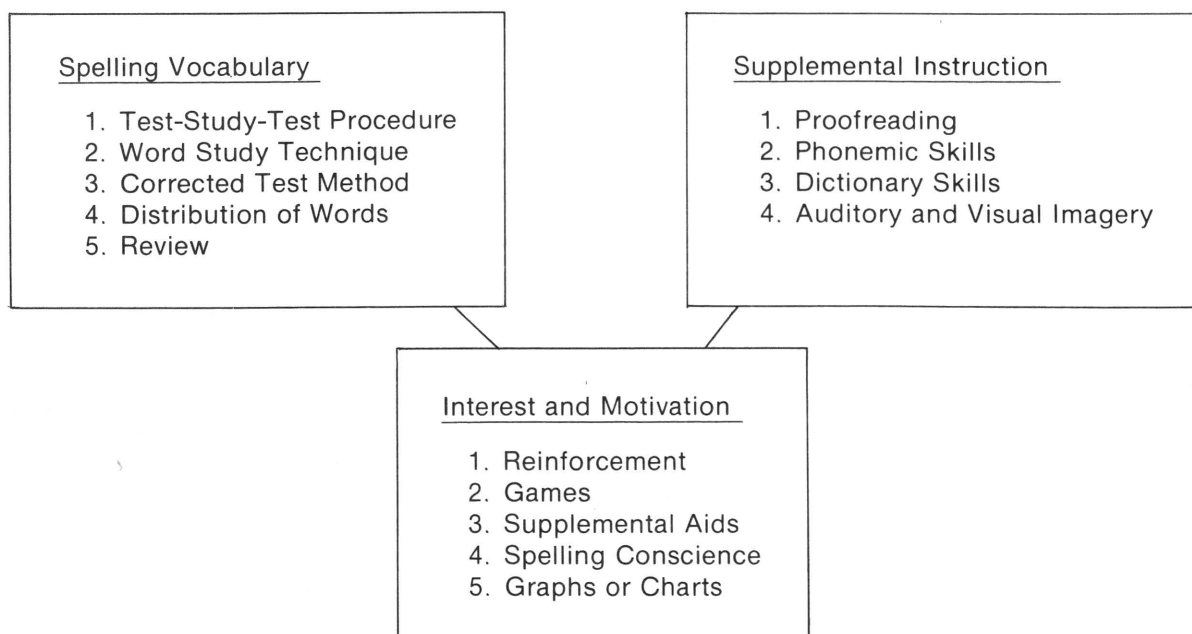 Spelling Vocabulary
1. Test-Study-Test Procedure
2. Word Study Technique
3. Corrected Test Method
4. Distribution of Words
5. Review
Supplemental Instruction
1. Proofreading
2. Phonemic Skills
3. Dictionary Skills
4. Auditory and Visual Imagery
Interest and Motivation
1. Reinforcement
2. Games
3. Supplemental Aids
4. Spelling Conscience
5. Graphs or Charts